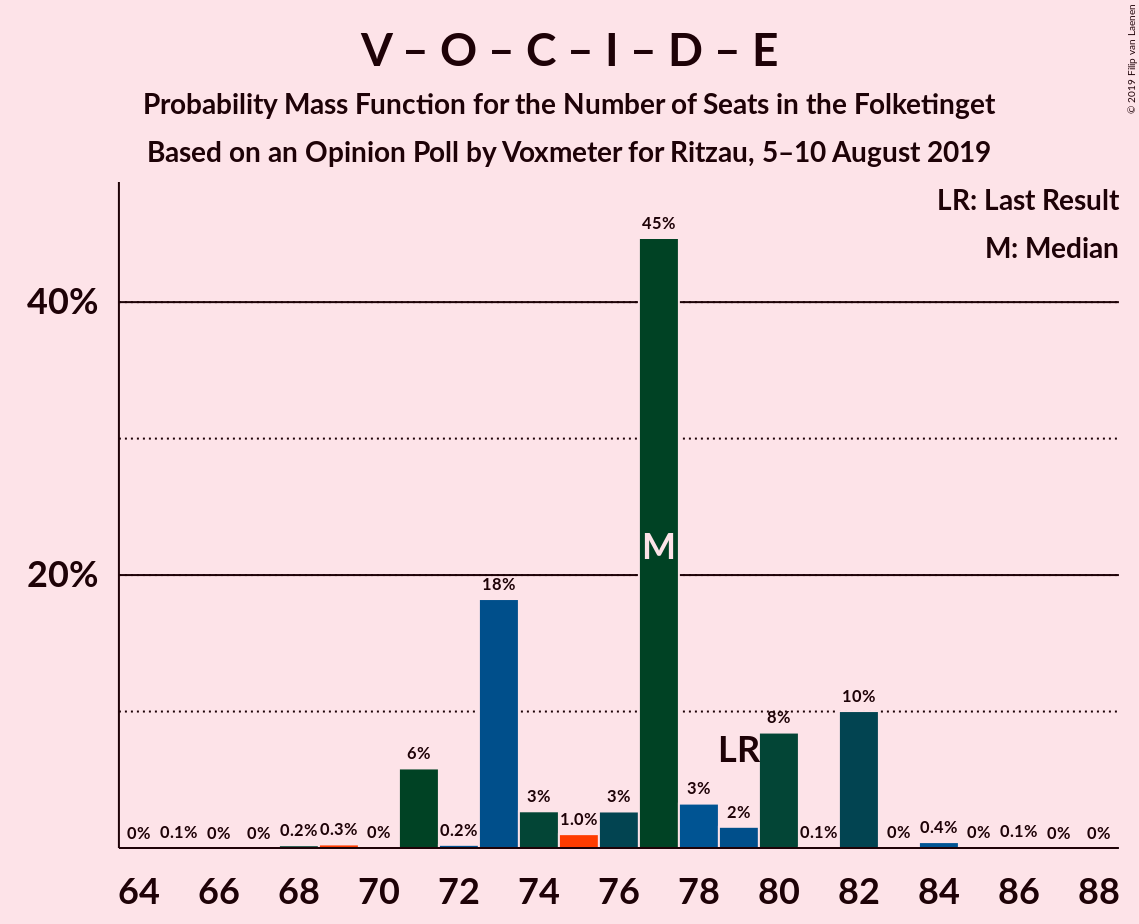 V – O – C – I – D – E
Probability Mass Function for the Number of Seats in the Folketinget
Based on an Opinion Poll by Voxmeter for Ritzau, 5–10 August 2019
© 2019 Filip van Laenen
LR: Last Result
M: Median
40%
20%
0% 0.1% 0% 0% 0.2% 0.3% 0% 6% 0.2% 18% 3% 1.0% 3% 45% 3% 2% 8% 0.1% 10% 0% 0.4% 0% 0.1% 0% 0%
M
LR
64 66 68 70 72 74 76 78 80 82 84 86 88